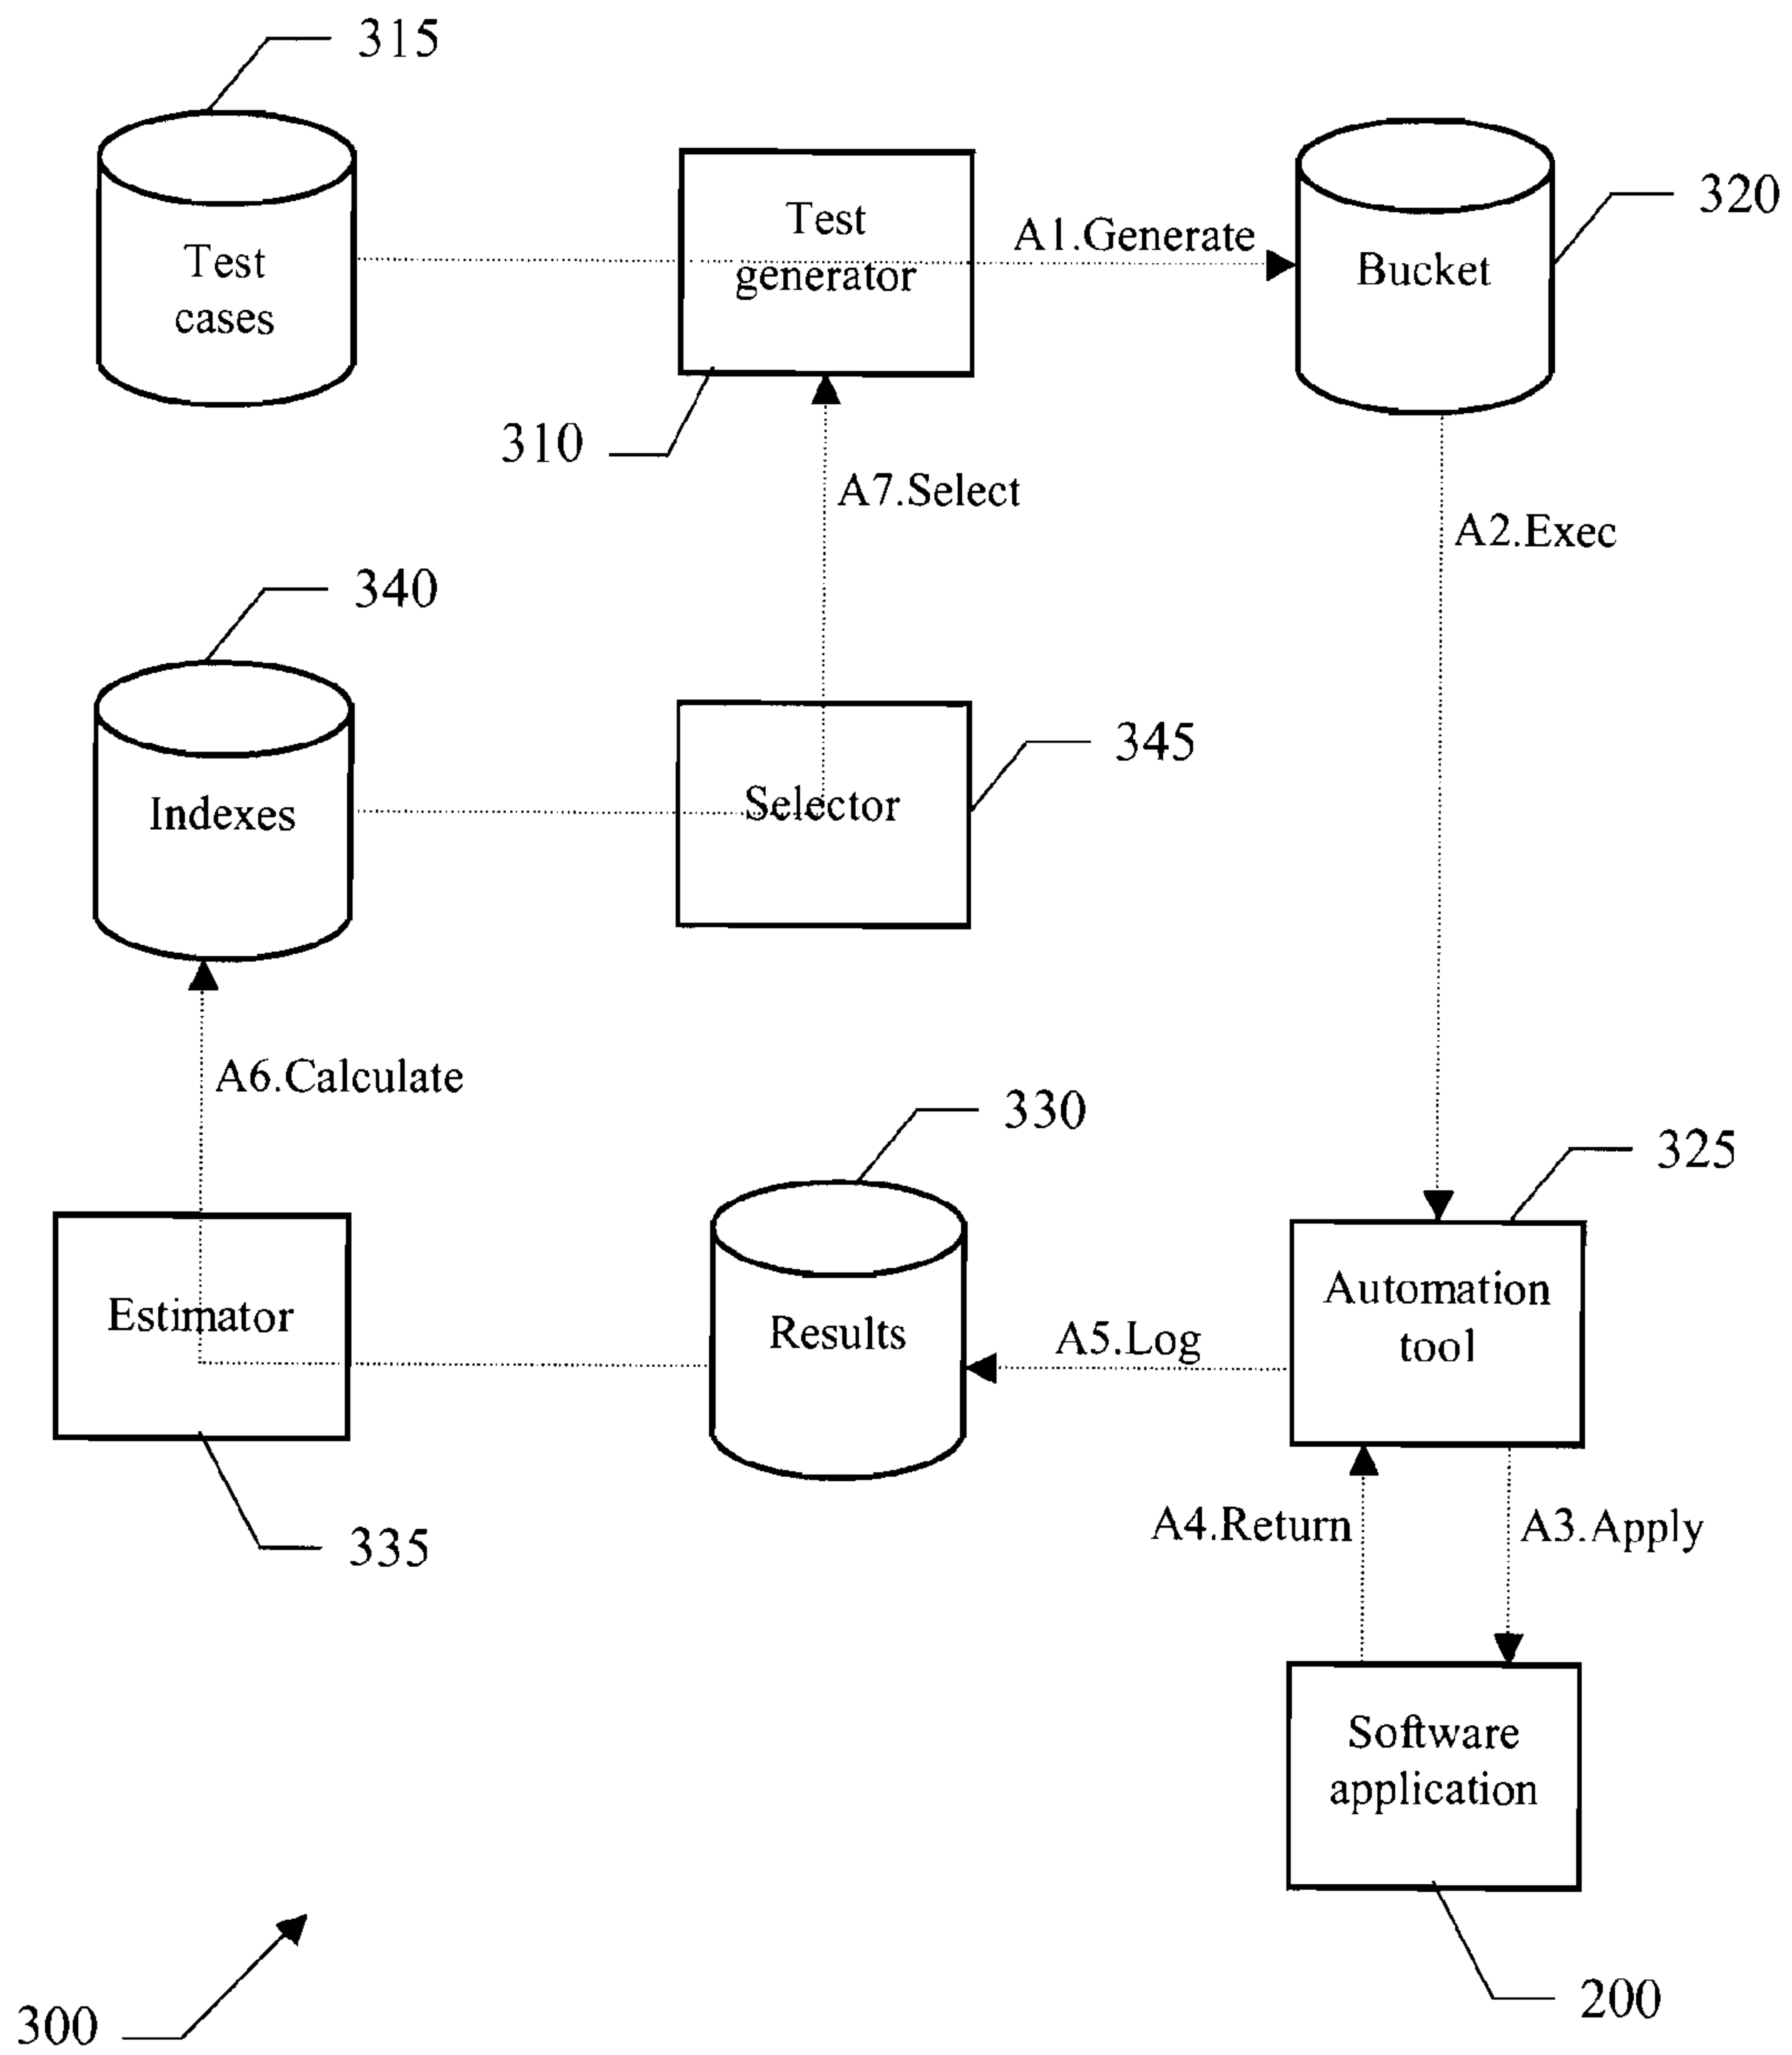 315
Test
cases
Test
generator
310
A1.Generate
Bucket
320
A7.Select
A2.Exec
340
Indexes
Selector
345
A6.Calculate
330
325
Estimator
335
Results
A5.Log
Automation
tool
A4.Return
A3.Apply
Software
application
200
300